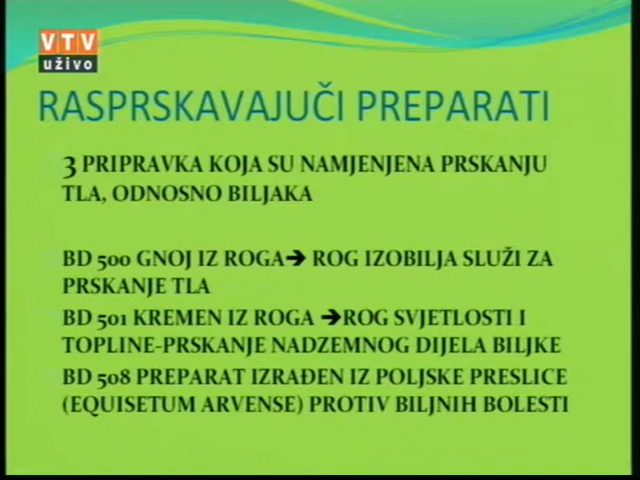 VTV
uživo
RASPRSKAVAJUČI PREPARATI
3 PRIPRAVKA KOJA SU NAMJENJENA PRSKANJU
TLA, ODNOSNO BILJAKA
BD 500 GNOJ IZ ROGA➔ ROG IZOBILJA SLUŽI ZA
PRSKANJE TLA
BD 501 KREMEN IZ ROGA ➔ROG SVJETLOSTI I
TOPLINE-PRSKANJE NADZEMNOG DIJELA BILJKE
BD 508 PREPARAT IZRAĐEN IZ POLJSKE PRESLICE
(EQUISETUM ARVENSE) PROTIV BILJNIH BOLESTI